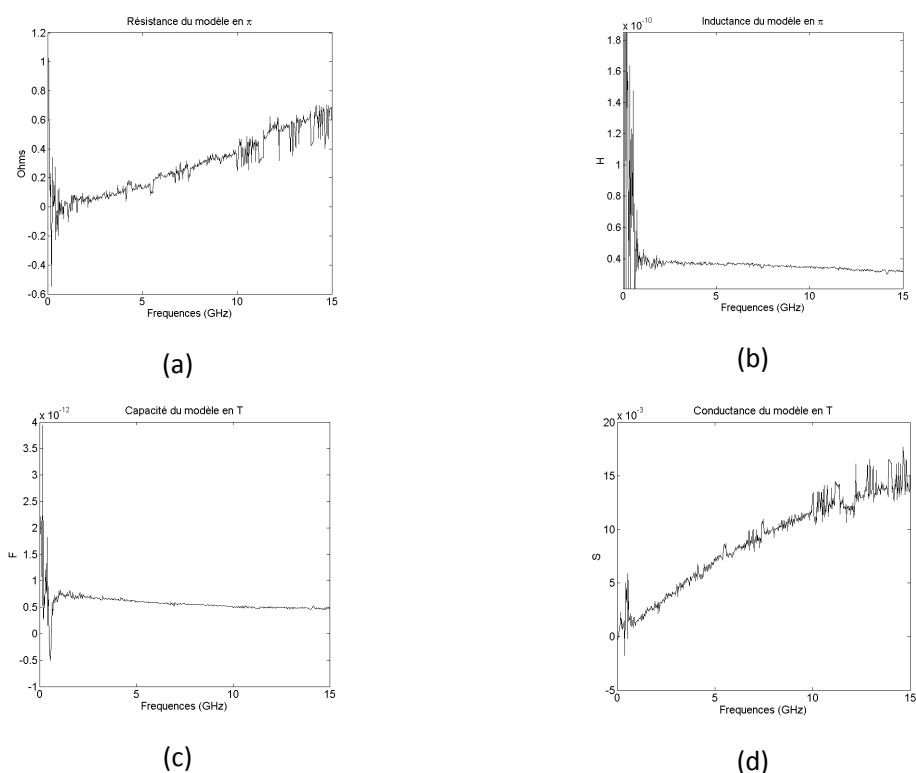 Résistance du modèle en π
1.2
1
0.8
0.6
0.4
0.2
0
-0.2
-0.4
-0.6
Ohms
0 5 10 15
Frequences (GHz)
(a)
Inductance du modèle en π
x 10⁻¹⁰
1.8
1.6
1.4
1.2
1
0.8
0.6
0.4
H
0 5 10 15
Frequences (GHz)
(b)
Capacité du modèle en T
x 10⁻¹²
4
3.5
3
2.5
2
1.5
1
0.5
0
-0.5
-1
F
0 5 10 15
Frequences (GHz)
(c)
Conductance du modèle en T
x 10⁻³
20
15
10
5
0
-5
S
0 5 10 15
Frequences (GHz)
(d)